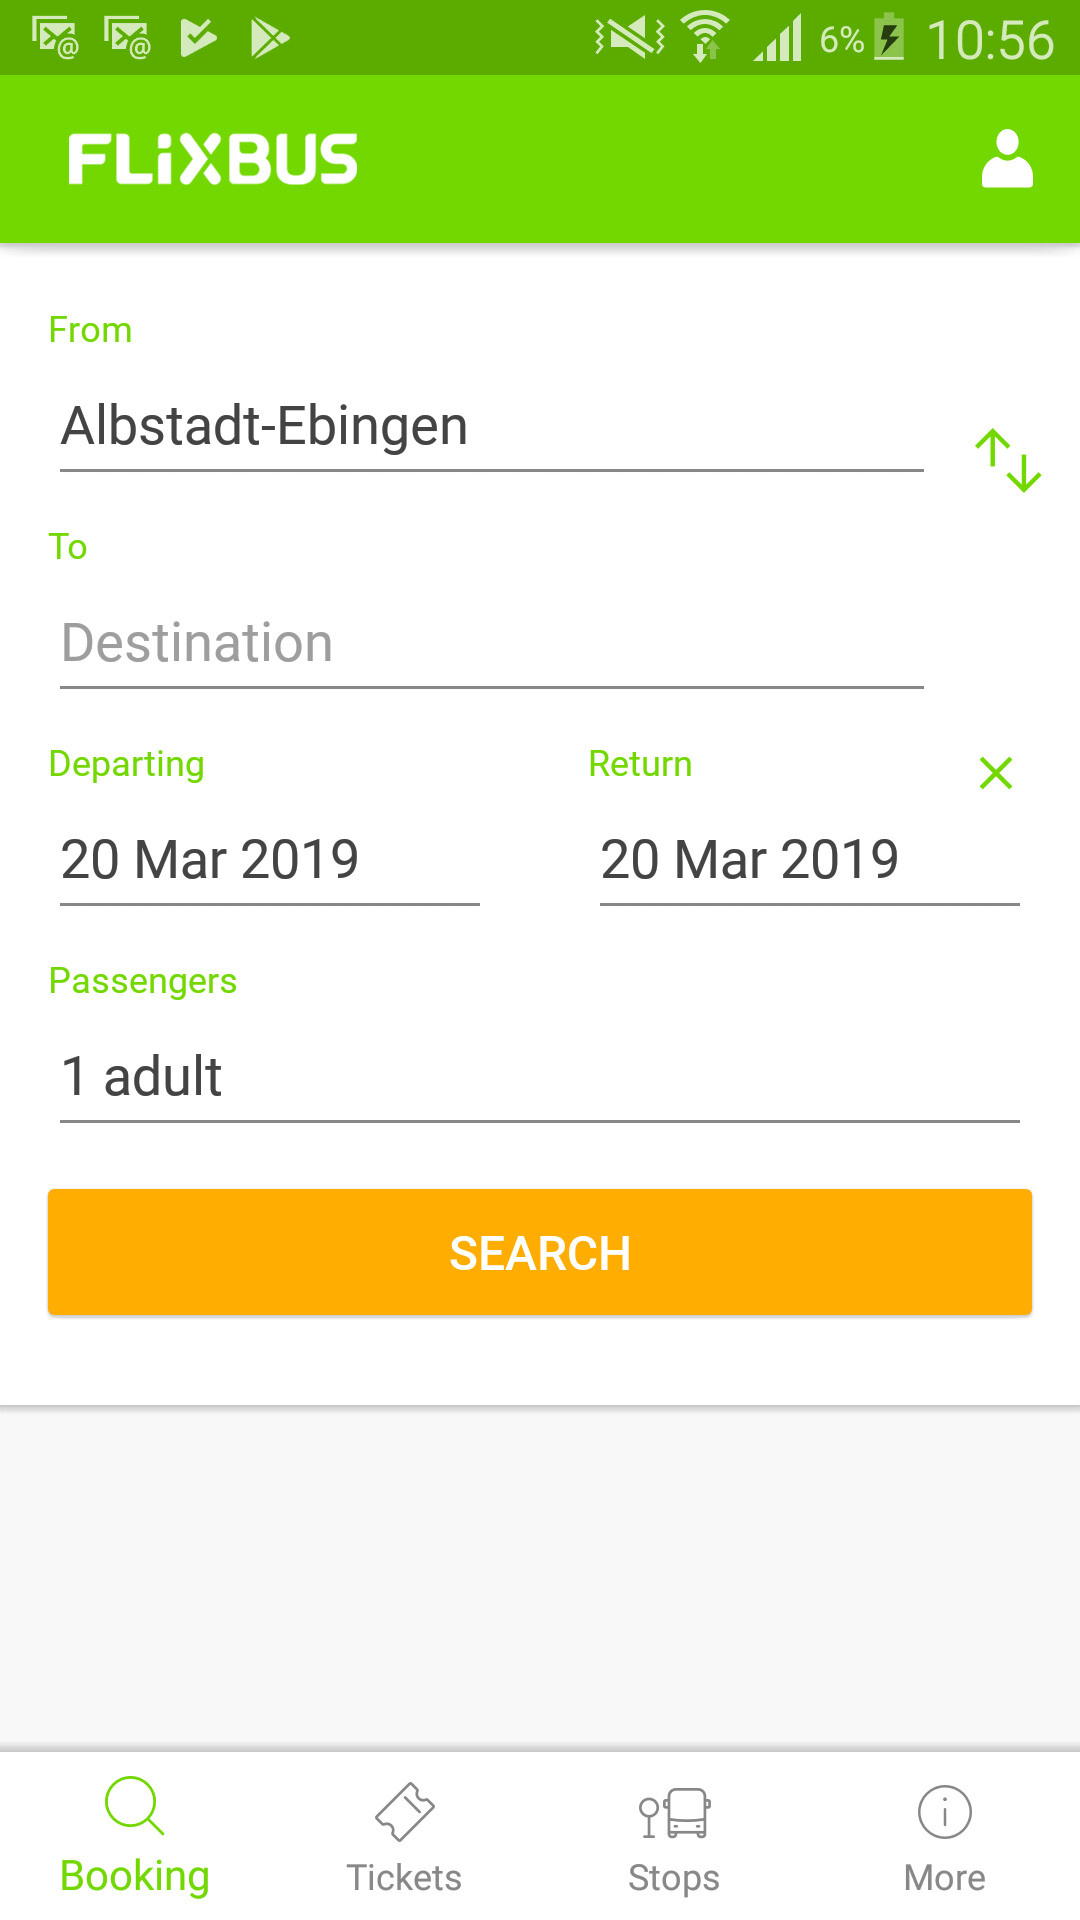 6% 10:56
FLiXBUS
From
Albstadt-Ebingen
To
Destination
Departing Return
20 Mar 2019 20 Mar 2019
Passengers
1 adult
SEARCH
Booking Tickets Stops More